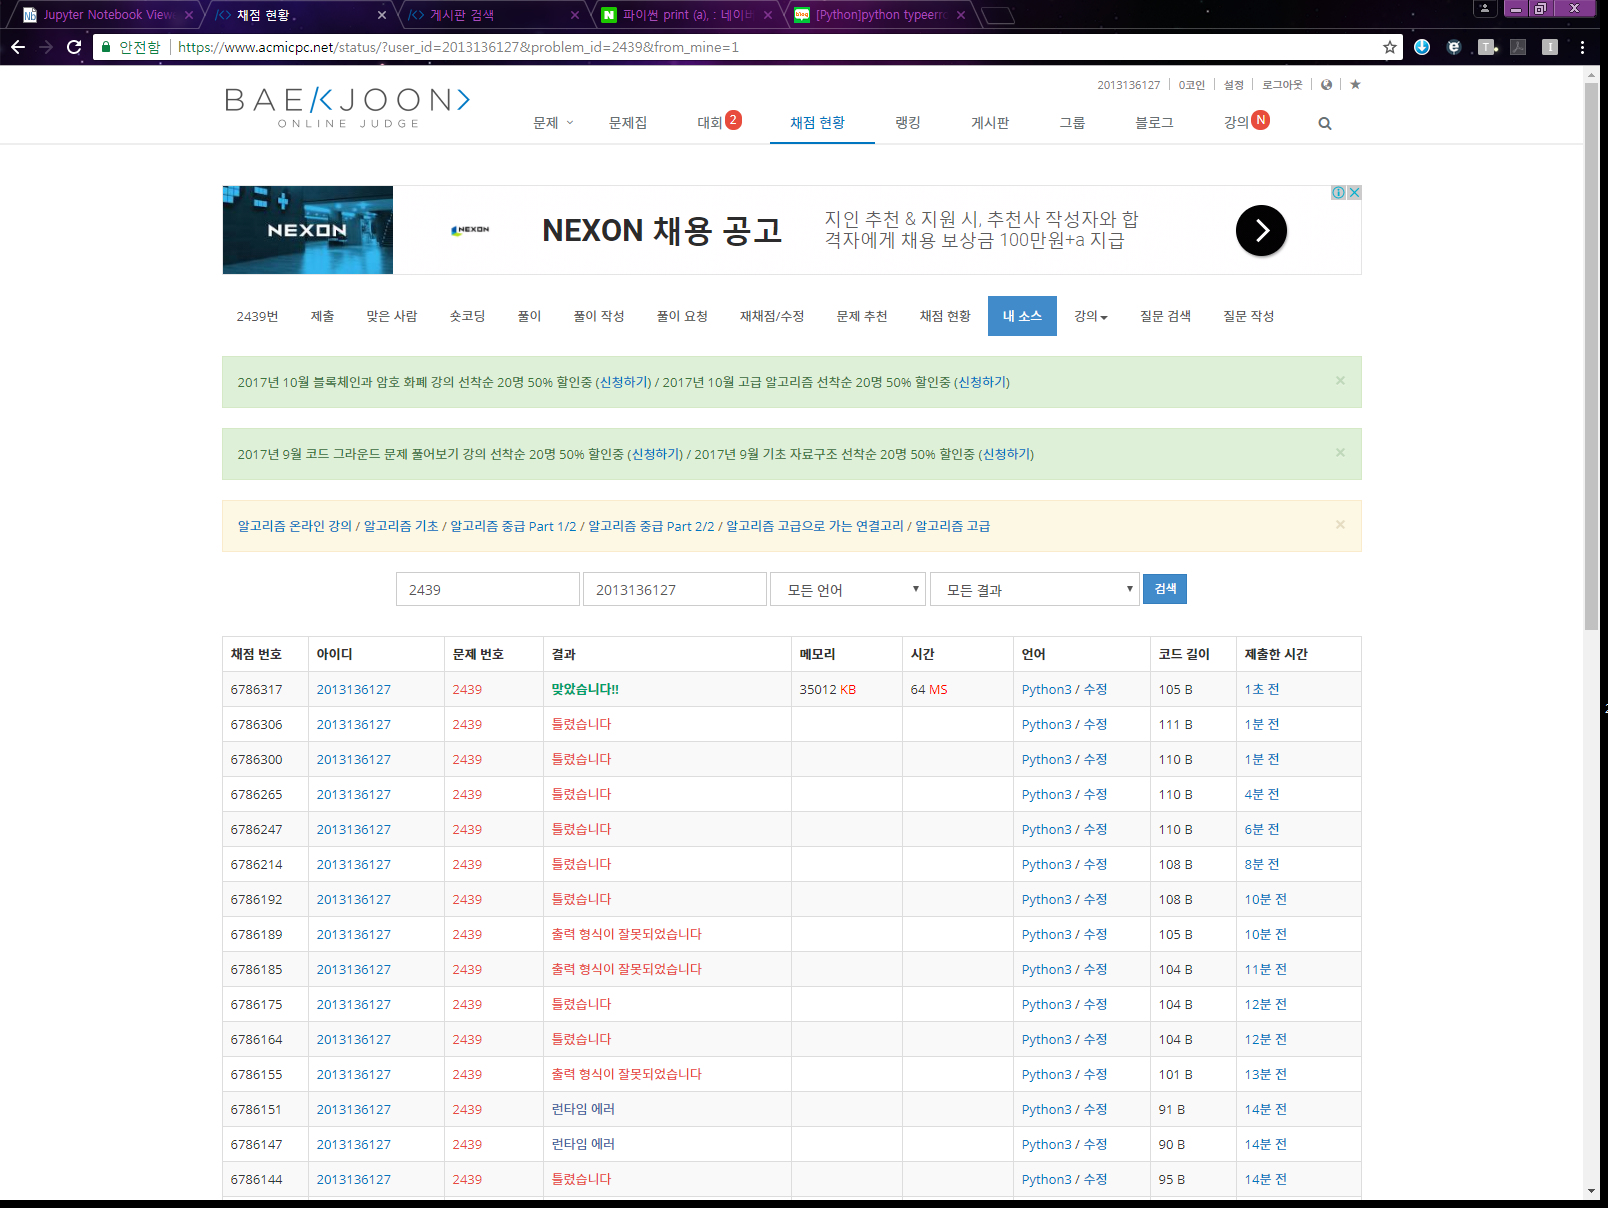 Jupyter Notebook View
채점 현황
게시판 검색
파이썬 print (a), : 네이버
[Python]python typeerro
안전함 https://www.acmicpc.net/status/?user_id=2013136127&problem_id=2439&from_mine=1
2013136127 0코인 설정 로그아웃
BAEKJOON>
ONLINE JUDGE
문제 문제집 대회 2 채점 현황 랭킹 게시판 그룹 블로그 강의 N
NEXON NEXON NEXON 채용 공고 지인 추천 & 지원 시, 추천사 작성자와 합
격자에게 채용 보상금 100만원+a 지급
2439번 제출 맞은 사람 숏코딩 풀이 풀이 작성 풀이 요청 재채점/수정 문제 추천 채점 현황 내 소스 강의 질문 검색 질문 작성
2017년 10월 블록체인과 암호 화폐 강의 선착순 20명 50% 할인중 (신청하기) / 2017년 10월 고급 알고리즘 선착순 20명 50% 할인중 (신청하기) ×
2017년 9월 코드 그라운드 문제 풀어보기 강의 선착순 20명 50% 할인중 (신청하기) / 2017년 9월 기초 자료구조 선착순 20명 50% 할인중 (신청하기) ×
알고리즘 온라인 강의 / 알고리즘 기초 / 알고리즘 중급 Part 1/2 / 알고리즘 중급 Part 2/2 / 알고리즘 고급으로 가는 연결고리 / 알고리즘 고급 ×
2439 2013136127 모든 언어 모든 결과 검색
채점 번호 아이디 문제 번호 결과 메모리 시간 언어 코드 길이 제출한 시간
6786317 2013136127 2439 맞았습니다!! 35012 KB 64 MS Python3 / 수정 105 B 1초 전
6786306 2013136127 2439 틀렸습니다 Python3 / 수정 111 B 1분 전
6786300 2013136127 2439 틀렸습니다 Python3 / 수정 110 B 1분 전
6786265 2013136127 2439 틀렸습니다 Python3 / 수정 110 B 4분 전
6786247 2013136127 2439 틀렸습니다 Python3 / 수정 110 B 6분 전
6786214 2013136127 2439 틀렸습니다 Python3 / 수정 108 B 8분 전
6786192 2013136127 2439 틀렸습니다 Python3 / 수정 108 B 10분 전
6786189 2013136127 2439 출력 형식이 잘못되었습니다 Python3 / 수정 105 B 10분 전
6786185 2013136127 2439 출력 형식이 잘못되었습니다 Python3 / 수정 104 B 11분 전
6786175 2013136127 2439 틀렸습니다 Python3 / 수정 104 B 12분 전
6786164 2013136127 2439 틀렸습니다 Python3 / 수정 104 B 12분 전
6786155 2013136127 2439 출력 형식이 잘못되었습니다 Python3 / 수정 101 B 13분 전
6786151 2013136127 2439 런타임 에러 Python3 / 수정 91 B 14분 전
6786147 2013136127 2439 런타임 에러 Python3 / 수정 90 B 14분 전
6786144 2013136127 2439 틀렸습니다 Python3 / 수정 95 B 14분 전